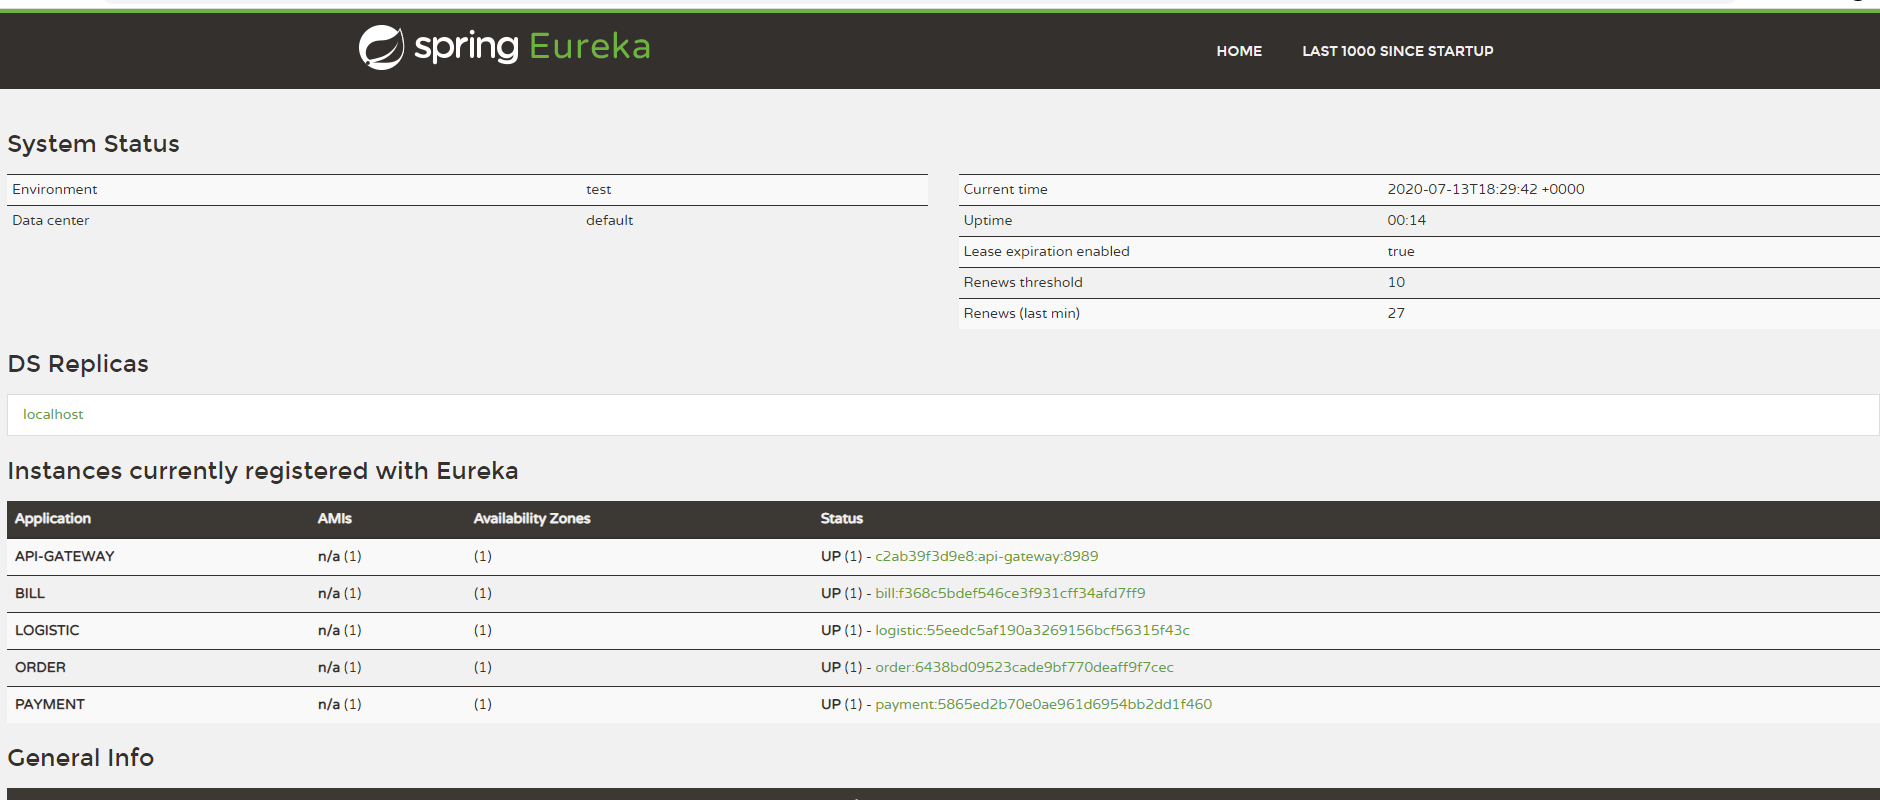 spring Eureka
HOME LAST 1000 SINCE STARTUP
System Status
Environment test
Data center default
Current time 2020-07-13T18:29:42 +0000
Uptime 00:14
Lease expiration enabled true
Renews threshold 10
Renews (last min) 27
DS Replicas
localhost
Instances currently registered with Eureka
Application AMIs Availability Zones Status
API-GATEWAY n/a (1) (1) UP (1) - c2ab39f3d9e8:api-gateway:8989
BILL n/a (1) (1) UP (1) - bill:f368c5bdef546ce3f931cff34afd7ff9
LOGISTIC n/a (1) (1) UP (1) - logistic:55eedc5af190a3269156bcf56315f43c
ORDER n/a (1) (1) UP (1) - order:6438bd09523cade9bf770deaff9f7cec
PAYMENT n/a (1) (1) UP (1) - payment:5865ed2b70e0ae961d6954bb2dd1f460
General Info